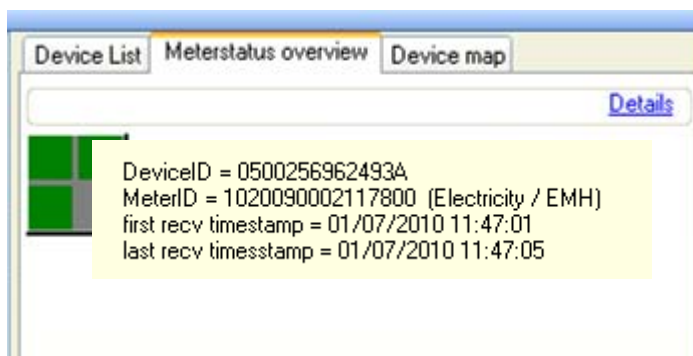 Device List Meterstatus overview Device map
Details
DeviceID = 0500256962493A
MeterID = 1020090002117800 (Electricity / EMH)
first recv timestamp = 01/07/2010 11:47:01
last recv timesstamp = 01/07/2010 11:47:05